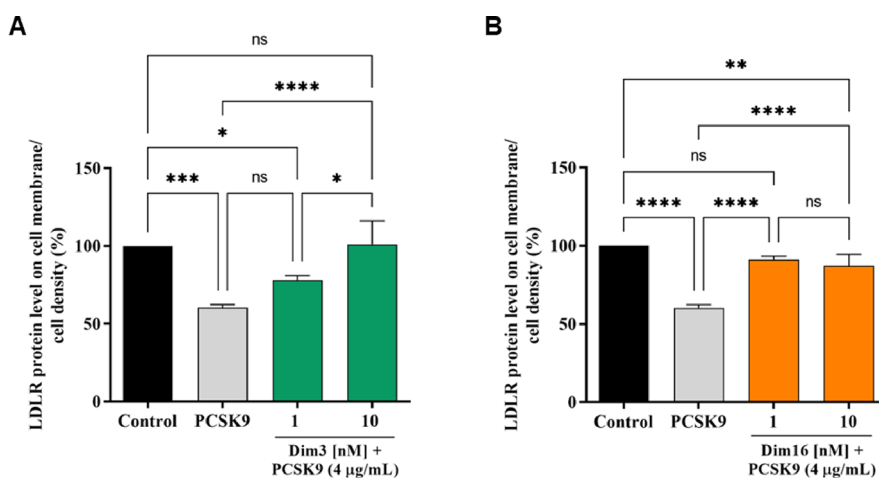 A
ns
****
*
***
ns
*
LDLR protein level on cell membrane/
cell density (%)
150
100
50
0
Control
PCSK9
1
10
Dim3 [nM] +
PCSK9 (4 µg/mL)
B
**
****
ns
****
****
ns
LDLR protein level on cell membrane/
cell density (%)
150
100
50
0
Control
PCSK9
1
10
Dim16 [nM] +
PCSK9 (4 µg/mL)